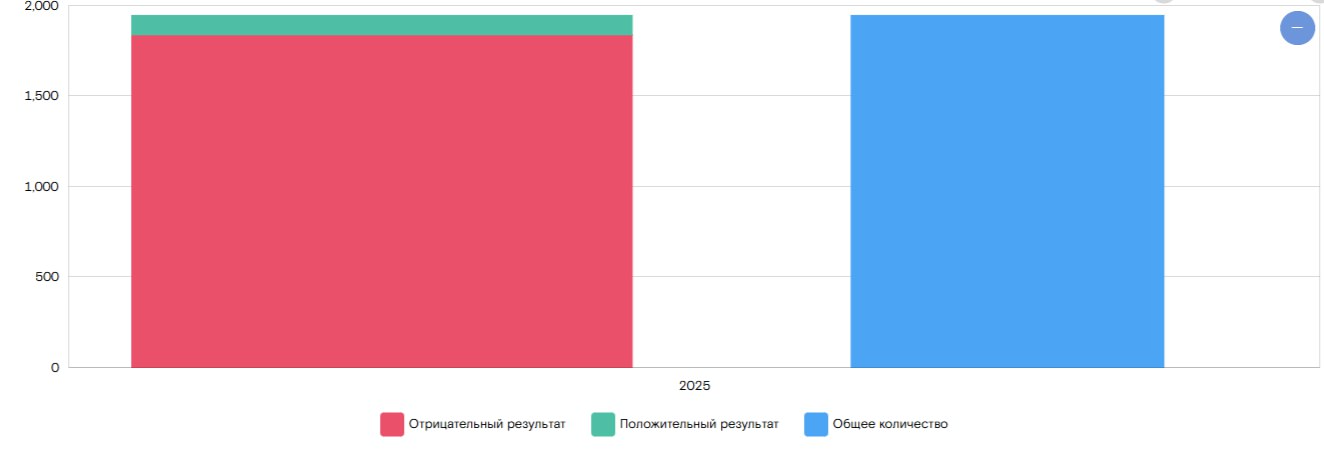 2,000
1,500
1,000
500
0
2025
Отрицательный результат
Положительный результат
Общее количество